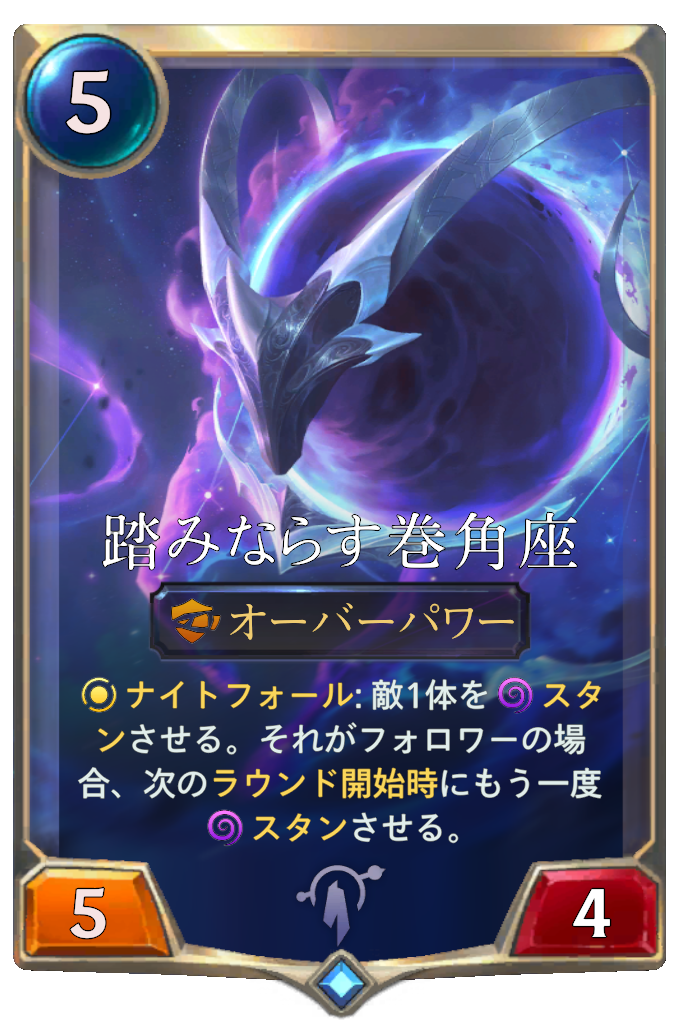 5
踏みならす巻角座
オーバーパワー
ナイトフォール: 敵1体を スタ
ンさせる。それがフォロワーの場
合、次のラウンド開始時にもう一度
スタンさせる。
5
4